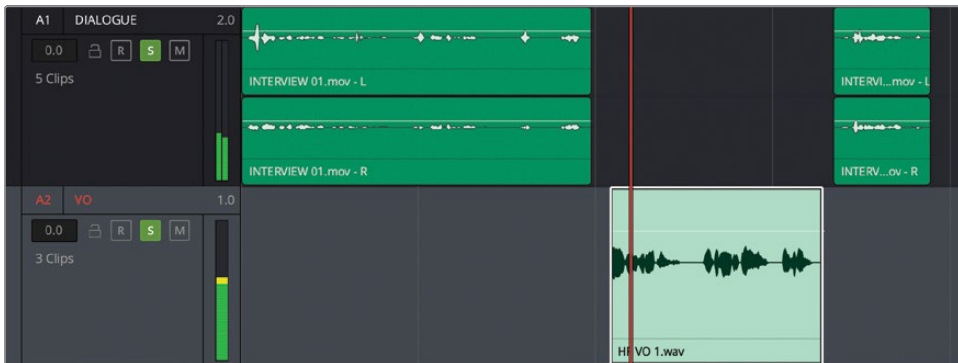 A1 DIALOGUE 2.0
0.0 R S M
5 Clips
INTERVIEW 01.mov - L
INTERVI...mov - L
INTERVIEW 01.mov - R
INTERV...ov - R
A2 VO 1.0
0.0 R S M
3 Clips
VO 1.wav